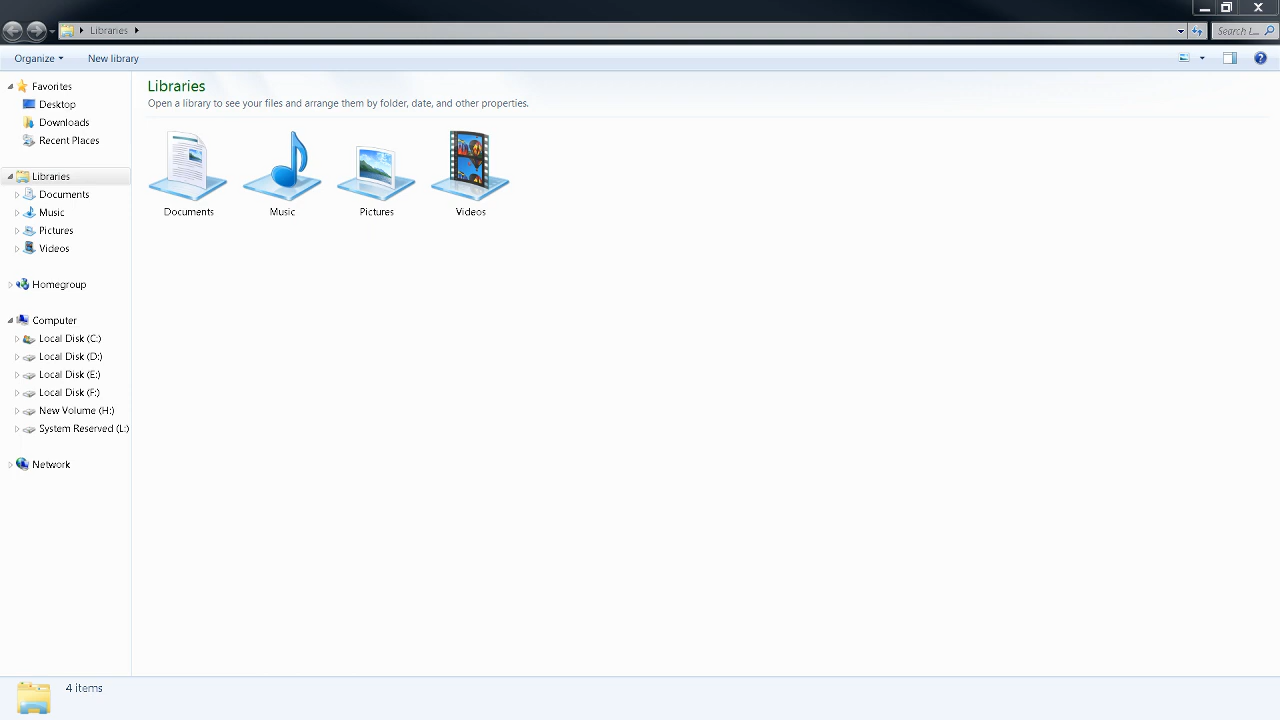 Libraries
Search L...
Organize
New library
Favorites
Desktop
Downloads
Recent Places
Libraries
Documents
Music
Pictures
Videos
Homegroup
Computer
Local Disk (C:)
Local Disk (D:)
Local Disk (E:)
Local Disk (F:)
New Volume (H:)
System Reserved (L:)
Network
Libraries
Open a library to see your files and arrange them by folder, date, and other properties.
Documents
Music
Pictures
Videos
4 items